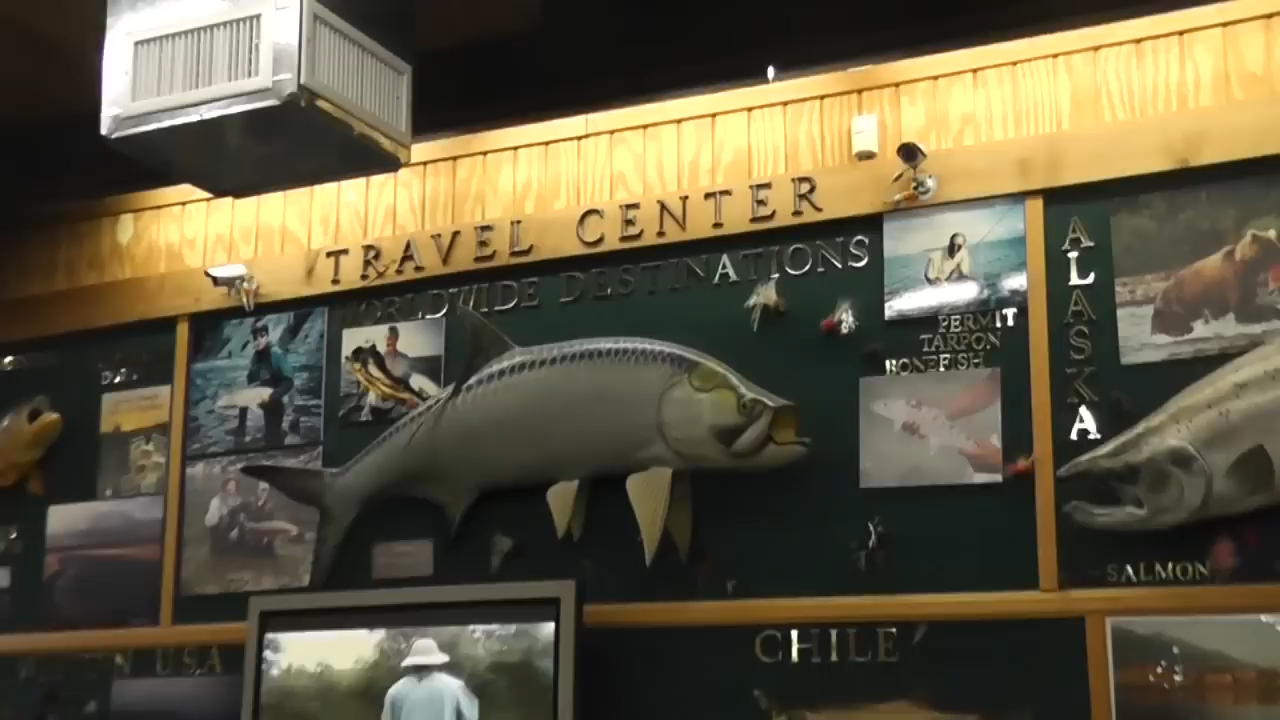 TRAVEL CENTER
WORLDWIDE DESTINATIONS
PERMIT
TARPON
BONEFISH
ALASKA
SALMON
USA
CHILE